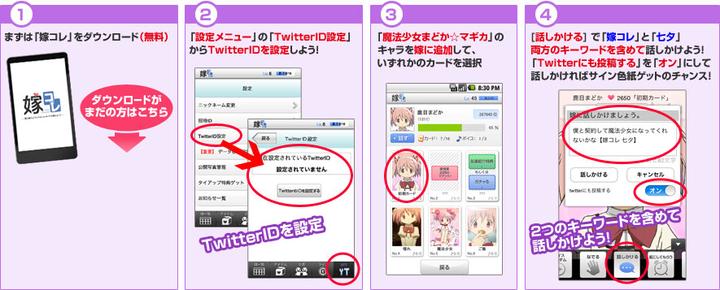 1
まずは「嫁コレ」をダウンロード(無料)
嫁コレ
ダウンロードが
まだの方はこちら
2
「設定メニュー」の「TwitterID設定」
からTwitterIDを設定しよう!
設定
ニックネーム変更
TwitterID設定
公開写真管理
タイアップ特典ゲット
お知らせ一覧
戻る
TwitterID設定
在設定されているTwitterID
設定されていません
TwitterIDを設定する
TwitterIDを設定
3
「魔法少女まどか☆マギカ」の
キャラを嫁に追加して、
いずれかのカードを選択
8:30 PM
鹿目まどか
初期カード
魔法少女
戻る
4
[話しかける] で「嫁コレ」と「七夕」
両方のキーワードを含めて話しかけよう!
「Twitterにも投稿する」を「オン」にして
話しかければサイン色紙ゲットのチャンス!
鹿目まどか ♥ 2650「初期カード」
嫁に話しかけましょう。
僕と契約して魔法少女になってくれ
ないかな【嫁コレ 七夕】
話しかける
キャンセル
twitterにも投稿する
オン
2つのキーワードを含めて
話しかけよう!
なでる
話しかける